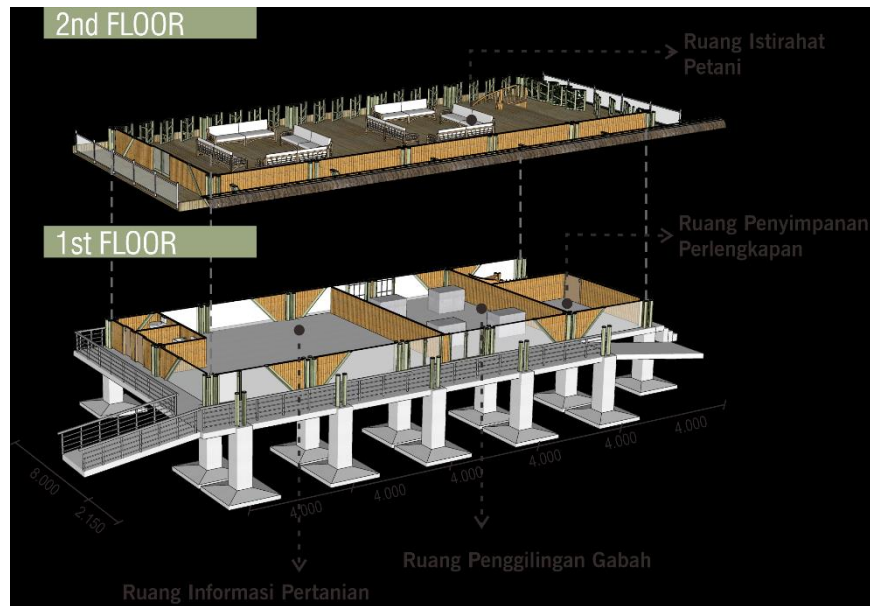 2nd FLOOR
Ruang Istirahat
Petani
1st FLOOR
Ruang Penyimpanan
Perlengkapan
4.000
4.000
4.000
4.000
4.000
4.000
8.000
2.150
Ruang Penggilingan Gabah
Ruang Informasi Pertanian